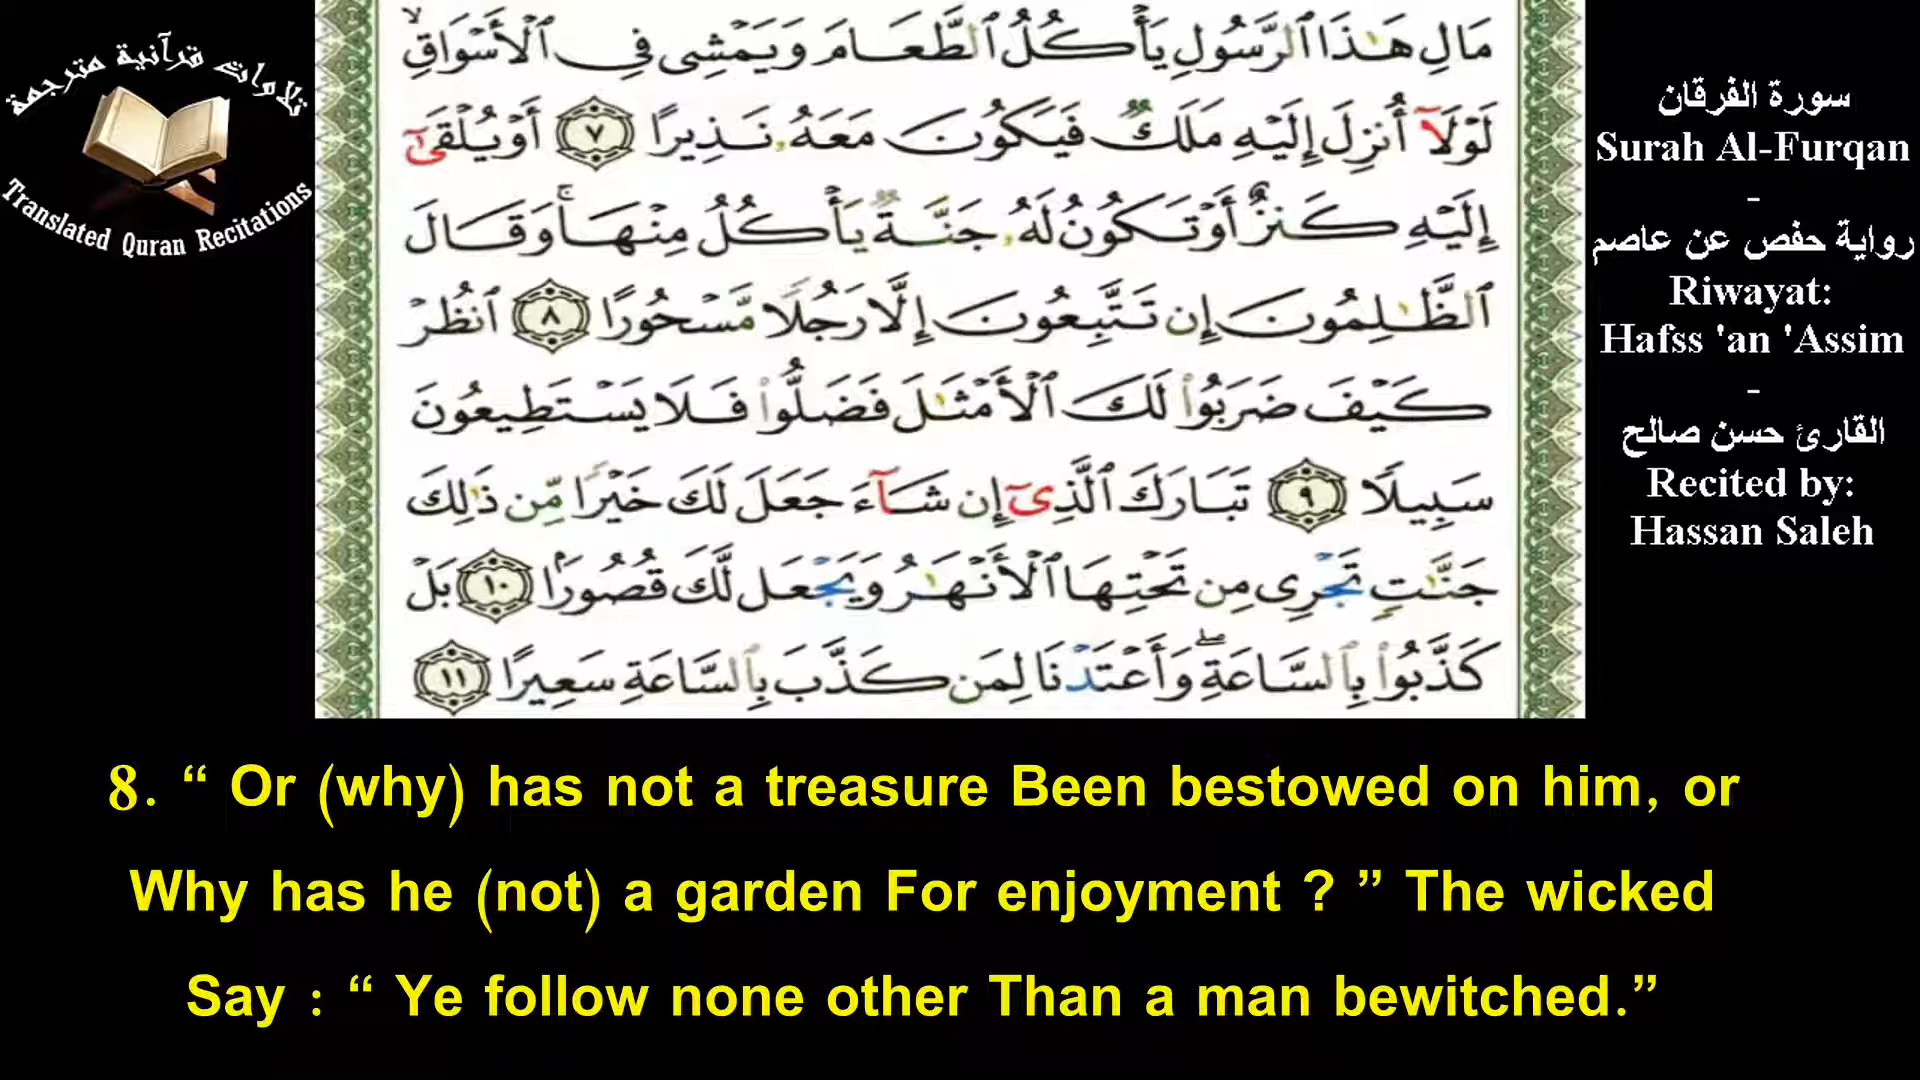 تلاوات قرآنية مترجمة
Translated Quran Recitations
مَالِ هَٰذَا ٱلرَّسُولِ يَأْكُلُ ٱلطَّعَامَ وَيَمْشِى فِى ٱلْأَسْوَاقِ ۙ
لَوْلَآ أُنزِلَ إِلَيْهِ مَلَكٌ فَيَكُونَ مَعَهُۥ نَذِيرًا ٧ أَوْ يُلْقَىٰٓ
إِلَيْهِ كَنزٌ أَوْ تَكُونُ لَهُۥ جَنَّةٌ يَأْكُلُ مِنْهَا ۚ وَقَالَ
ٱلظَّٰلِمُونَ إِن تَتَّبِعُونَ إِلَّا رَجُلًا مَّسْحُورًا ٨ ٱنظُرْ
كَيْفَ ضَرَبُوا۟ لَكَ ٱلْأَمْثَٰلَ فَضَلُّوا۟ فَلَا يَسْتَطِيعُونَ
سَبِيلًا ٩ تَبَارَكَ ٱلَّذِىٓ إِن شَآءَ جَعَلَ لَكَ خَيْرًا مِّن ذَٰلِكَ
جَنَّٰتٍ تَجْرِى مِن تَحْتِهَا ٱلْأَنْهَٰرُ وَيَجْعَل لَّكَ قُصُورًۢا ١٠ بَلْ
كَذَّبُوا۟ بِٱلسَّاعَةِ ۖ وَأَعْتَدْنَا لِمَن كَذَّبَ بِٱلسَّاعَةِ سَعِيرًا ١١
سورة الفرقان
Surah Al-Furqan
-
رواية حفص عن عاصم
Riwayat:
Hafss 'an 'Assim
-
القارئ حسن صالح
Recited by:
Hassan Saleh
8. “ Or (why) has not a treasure Been bestowed on him, or
Why has he (not) a garden For enjoyment ? ” The wicked
Say : “ Ye follow none other Than a man bewitched.”